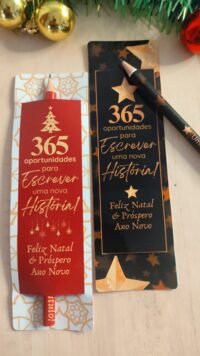 365
oportunidades
para
Escrever
uma nova
História!
Feliz Natal
& Próspero
Ano Novo
365
oportunidades
para
Escrever
uma nova
História!
Feliz Natal
& Próspero
Ano Novo